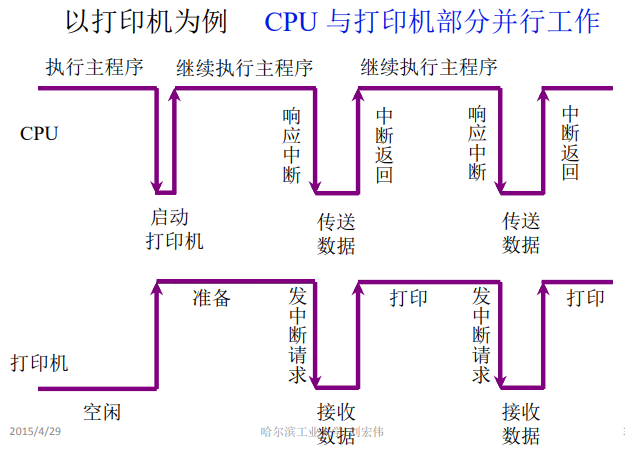 以打印机为例 CPU 与打印机部分并行工作
执行主程序 继续执行主程序 继续执行主程序
CPU
响应中断
中断返回
响应中断
中断返回
启动
打印机
传送
数据
传送
数据
准备
发中断请求
打印
发中断请求
打印
打印机
空闲
接收
数据
接收
数据
2015/4/29
哈尔滨工业
刘宏伟